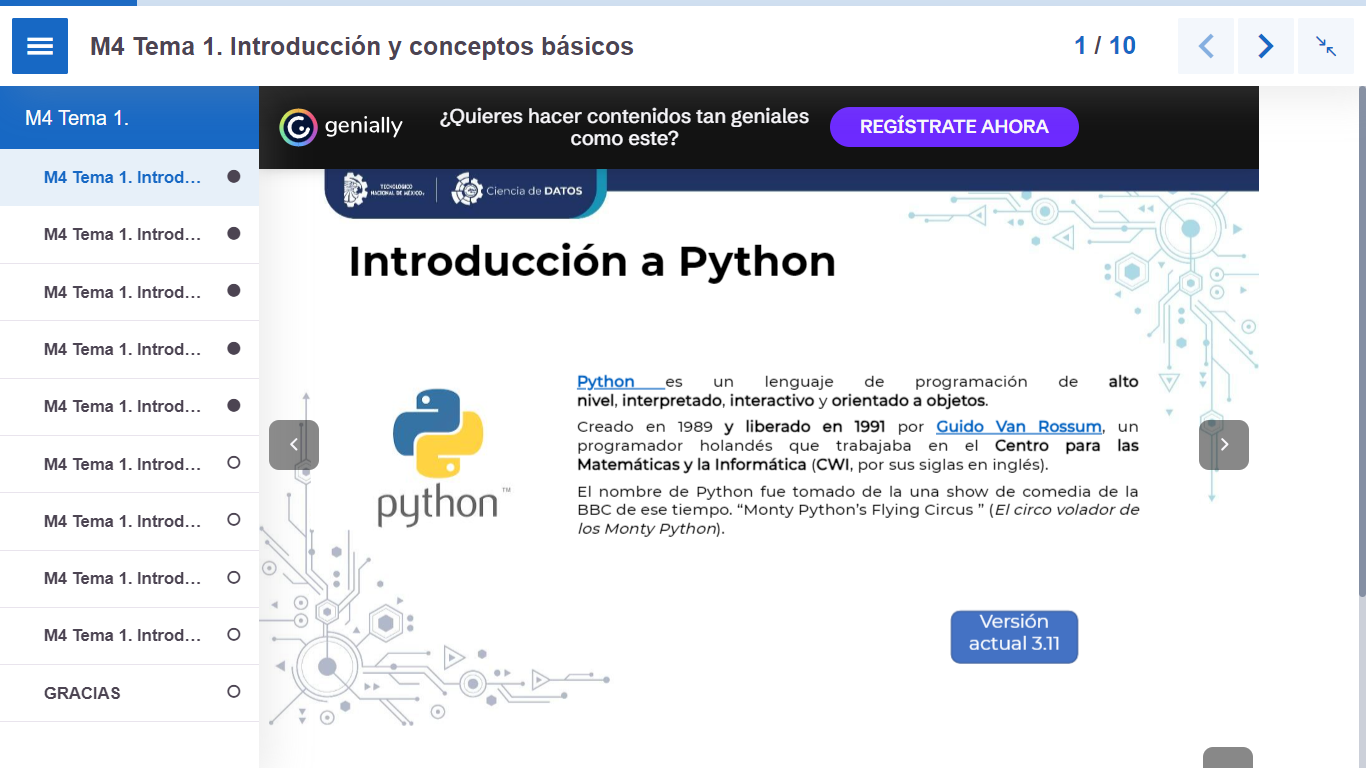 M4 Tema 1. Introducción y conceptos básicos
1 / 10
M4 Tema 1.
M4 Tema 1. Introd...
M4 Tema 1. Introd...
M4 Tema 1. Introd...
M4 Tema 1. Introd...
M4 Tema 1. Introd...
M4 Tema 1. Introd...
M4 Tema 1. Introd...
M4 Tema 1. Introd...
M4 Tema 1. Introd...
GRACIAS
genially
¿Quieres hacer contenidos tan geniales
como este?
REGÍSTRATE AHORA
TECNOLÓGICO
NACIONAL DE MÉXICO
Ciencia de DATOS
Introducción a Python
python™
Python es un lenguaje de programación de alto
nivel, interpretado, interactivo y orientado a objetos.
Creado en 1989 y liberado en 1991 por Guido Van Rossum, un
programador holandés que trabajaba en el Centro para las
Matemáticas y la Informática (CWI, por sus siglas en inglés).
El nombre de Python fue tomado de la una show de comedia de la
BBC de ese tiempo. “Monty Python’s Flying Circus ” (El circo volador de
los Monty Python).
Versión
actual 3.11